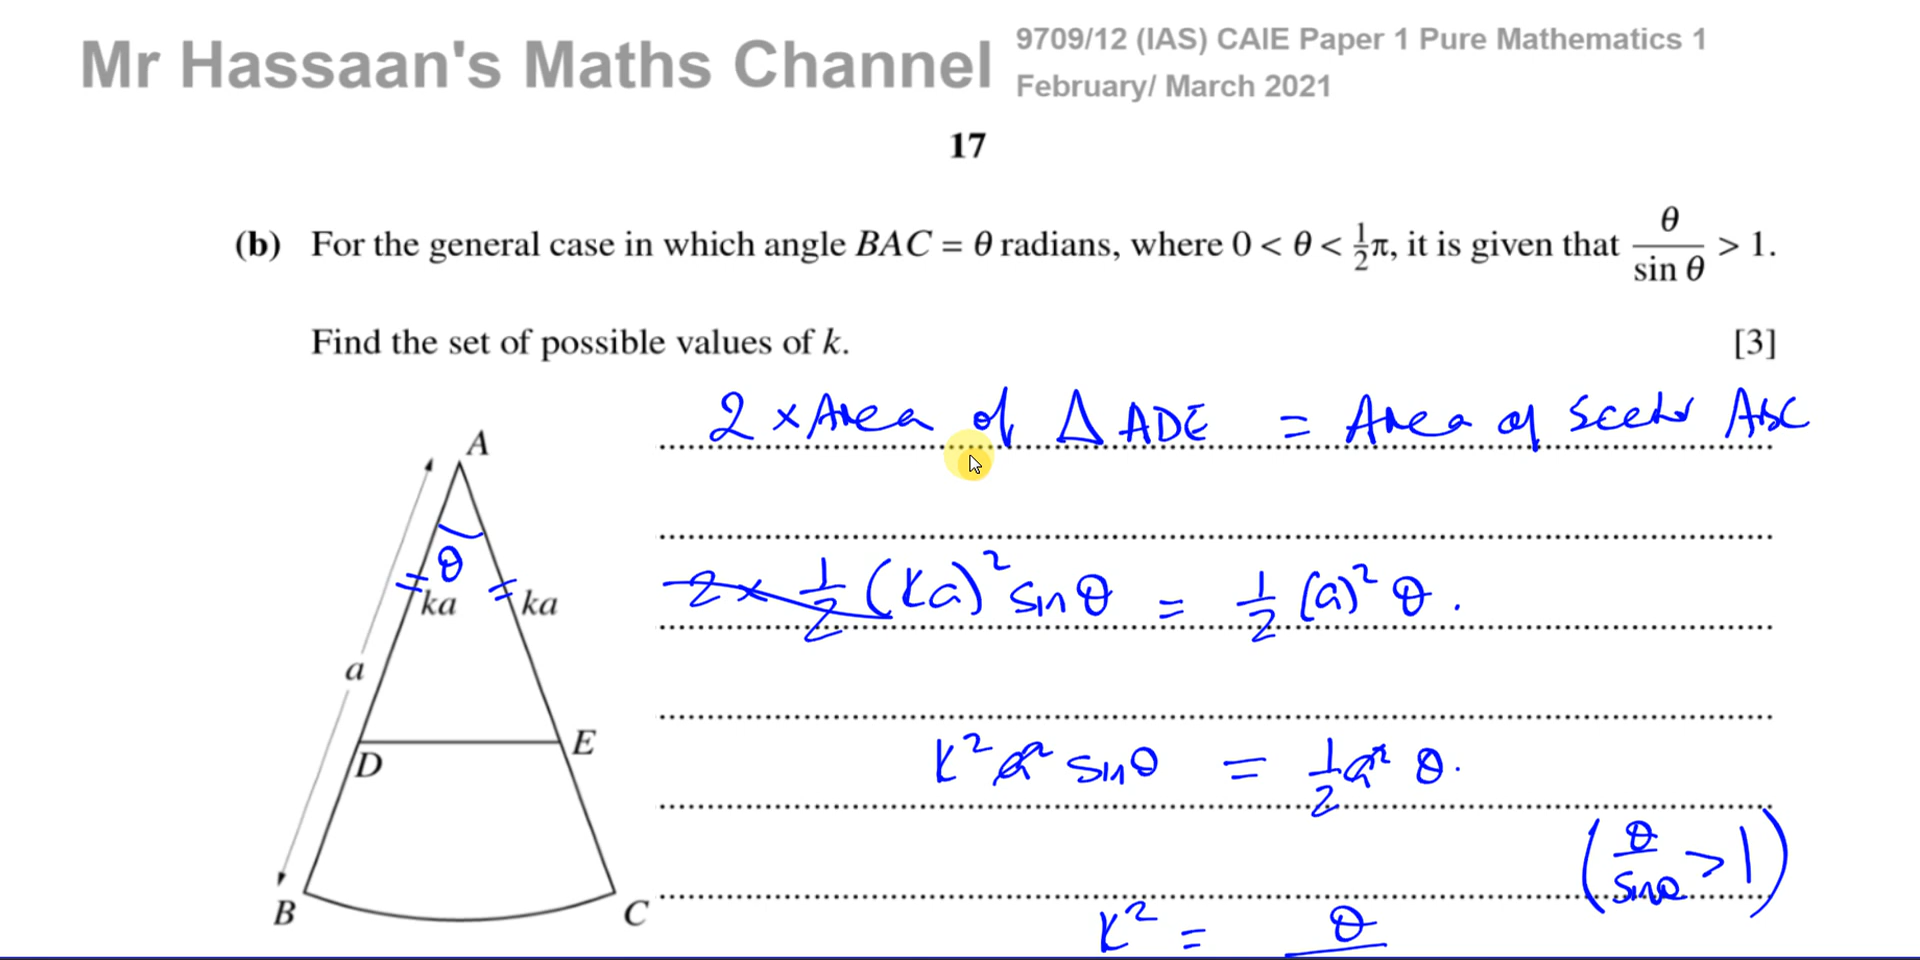 Mr Hassaan's Maths Channel
9709/12 (IAS) CAIE Paper 1 Pure Mathematics 1
February/ March 2021
17
(b) For the general case in which angle BAC = θ radians, where 0 < θ < ½π, it is given that θ/sin θ > 1.
Find the set of possible values of k. [3]
2 × Area of Δ ADE = Area of Scetor ABC
A
θ
ka ka
a
D E
B C
2 × ½ (ka)² sin θ = ½ (a)² θ.
k² a² sin θ = ½ a² θ.
(θ/sin θ > 1)
k² = θ